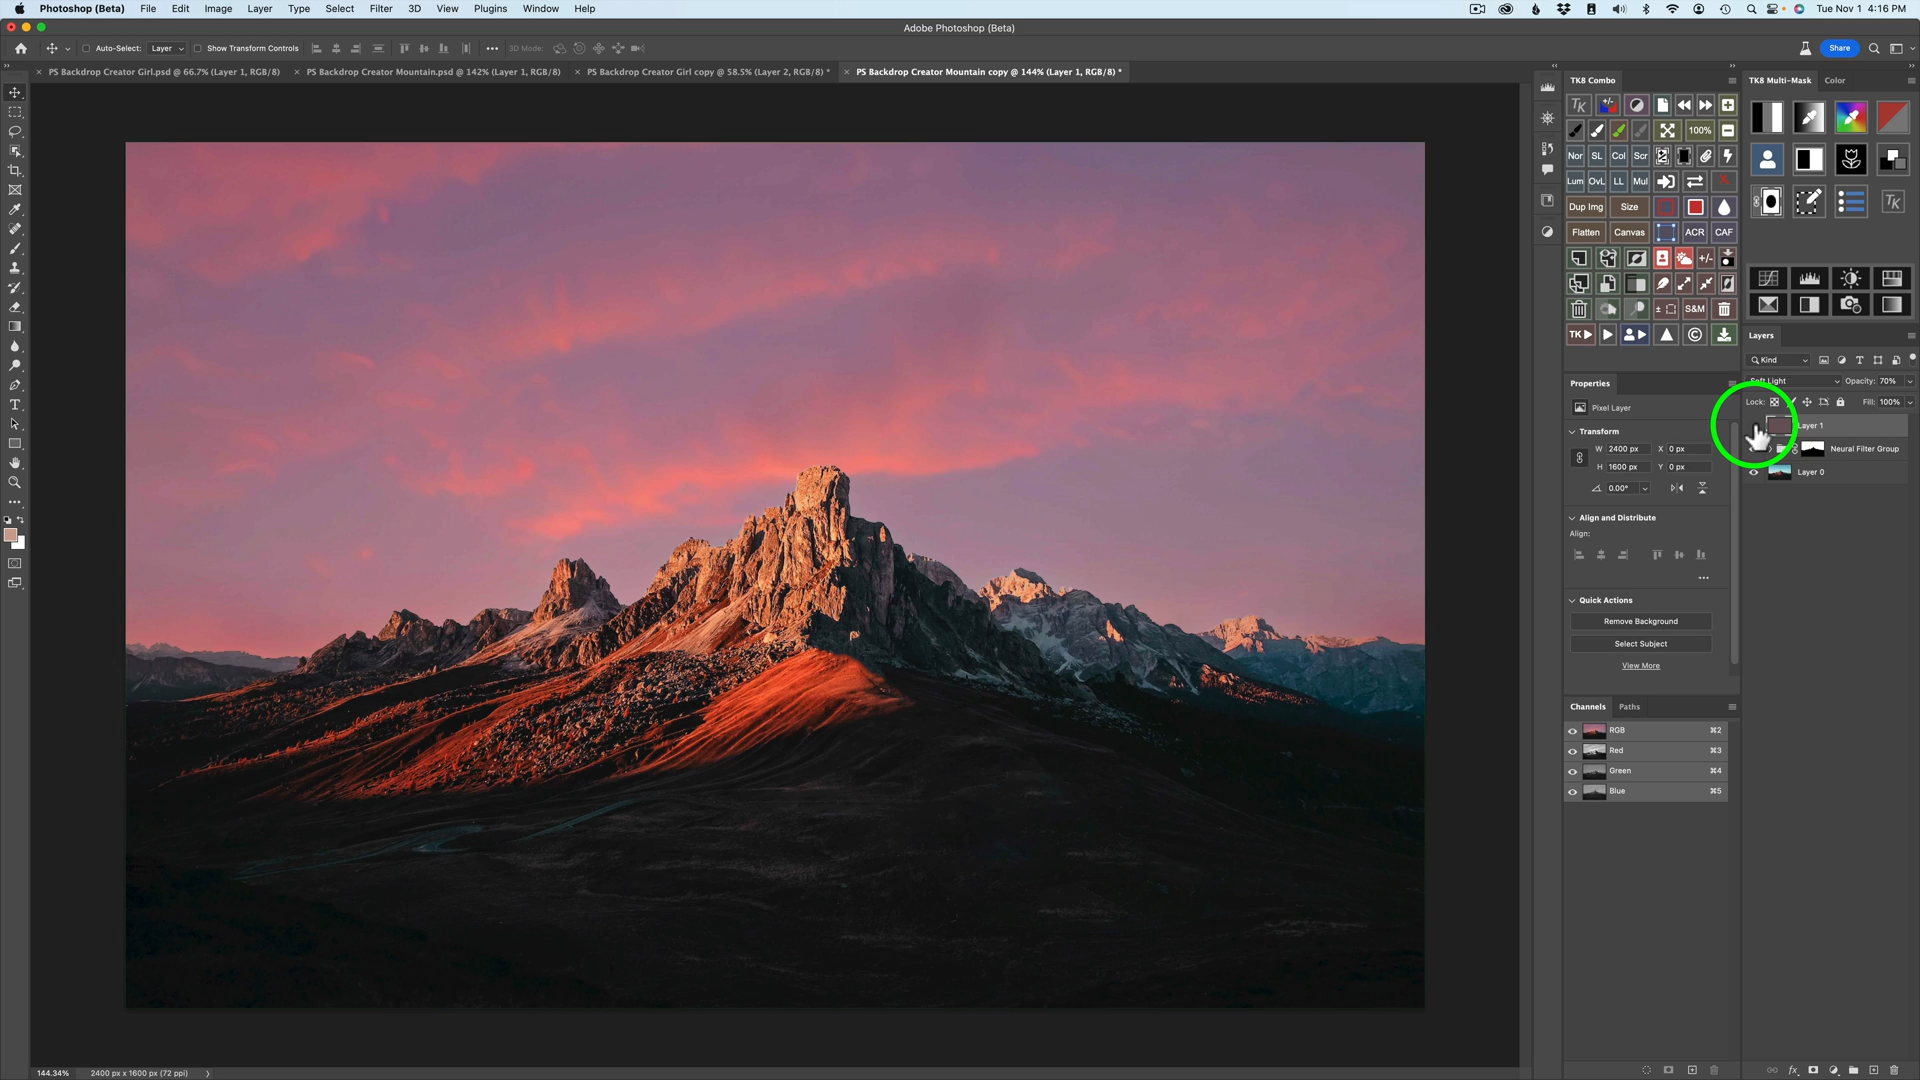 Photoshop (Beta) File Edit Image Layer Type Select Filter 3D View Plugins Window Help
Tue Nov 1 4:16 PM
Adobe Photoshop (Beta)
Auto-Select: Layer Show Transform Controls 3D Mode: Share
PS Backdrop Creator Girl.psd @ 66.7% (Layer 1, RGB/8)
PS Backdrop Creator Mountain.psd @ 142% (Layer 1, RGB/8)
PS Backdrop Creator Girl copy @ 58.5% (Layer 2, RGB/8) *
PS Backdrop Creator Mountain copy @ 144% (Layer 1, RGB/8) *
TK8 Combo
TK
100%
Nor SL Col Scr
Lum OvL LL Mul
Dup Img Size
Flatten Canvas ACR CAF
+/-
S&M
TK
Properties
Pixel Layer
Transform
W 2400 px X 0 px
H 1600 px Y 0 px
0.00°
Align and Distribute
Align:
Quick Actions
Remove Background
Select Subject
View More
Channels Paths
RGB ⌘2
Red ⌘3
Green ⌘4
Blue ⌘5
TK8 Multi-Mask Color
TK
Layers
Kind
Soft Light Opacity: 70%
Lock: Fill: 100%
Layer 1
Neural Filter Group
Layer 0
144.34% 2400 px x 1600 px (72 ppi)